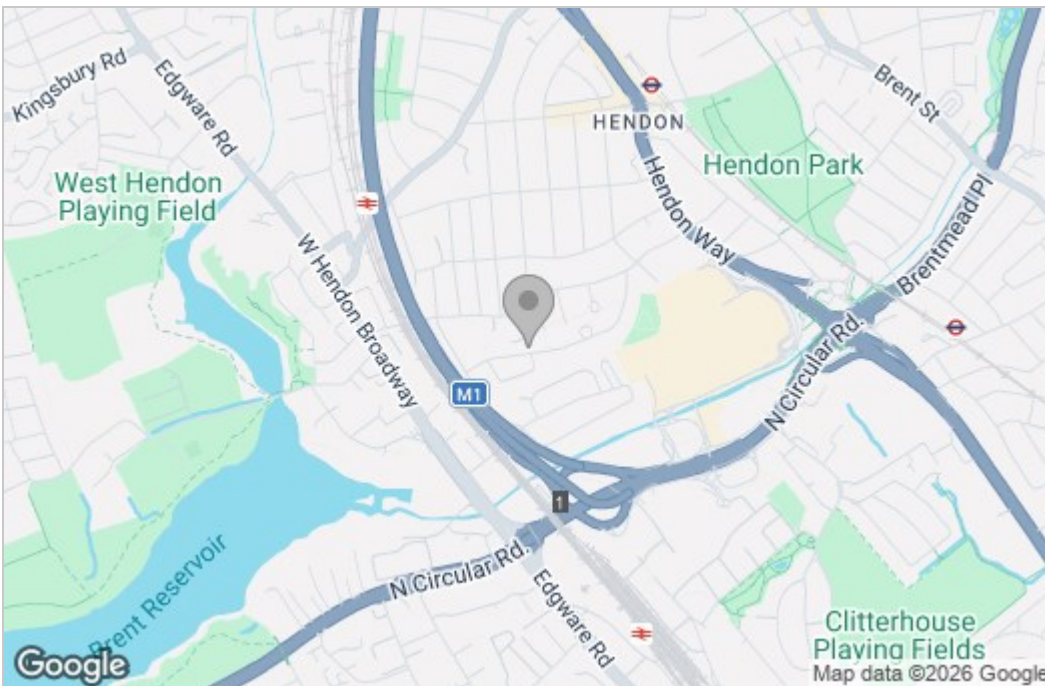 Kingsbury Rd
Edgware Rd
West Hendon
Playing Field
W Hendon Broadway
HENDON
Hendon Way
Hendon Park
Brent St
Brentmead Pl
N Circular Rd.
M1
1
N Circular Rd.
Edgware Rd
Brent Reservoir
Clitterhouse
Playing Fields
Google
Map data ©2026 Google